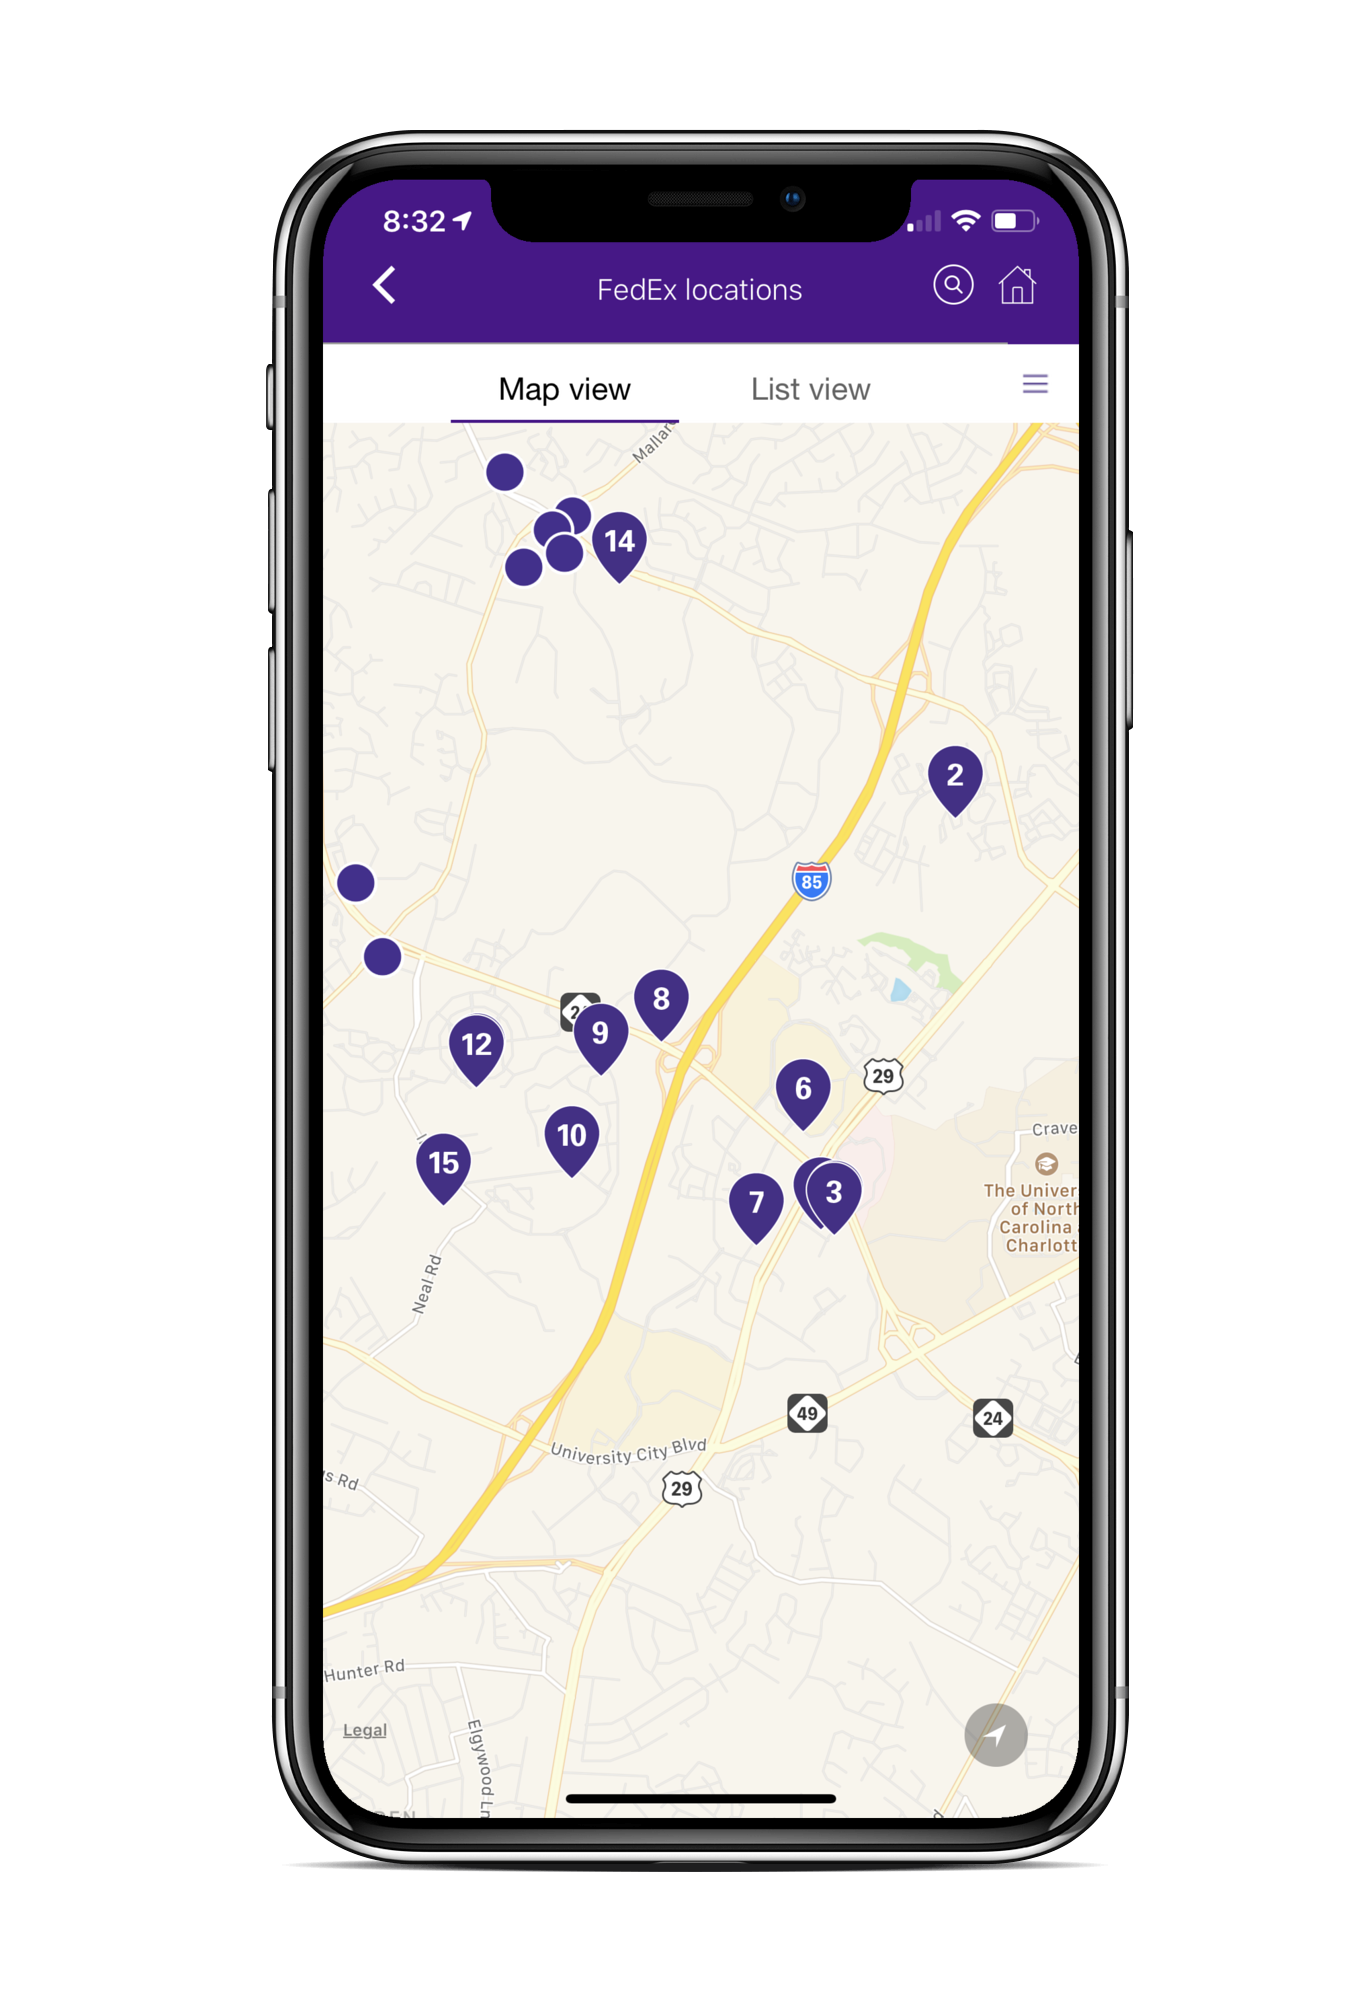 8:32
FedEx locations
Map view
List view
Mallar
14
2
85
8
9
12
6
29
10
15
7
3
Crave
The Univer
of North
Carolina
Charlott
Neal Rd
49
24
University City Blvd
29
s Rd
Hunter Rd
Legal
Elgywood Ln